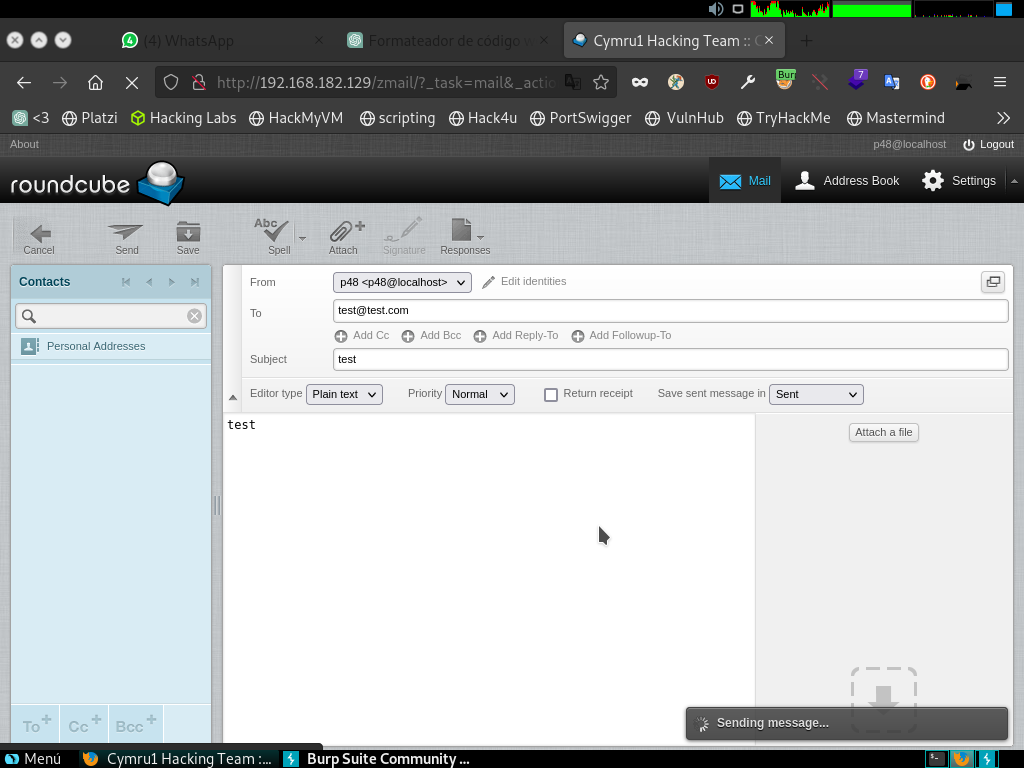 (4) WhatsApp
Formateador de código w
Cymru1 Hacking Team ::
http://192.168.182.129/zmail/?_task=mail&_actio
UD
Burp
7
<3
Platzi
Hacking Labs
HackMyVM
scripting
Hack4u
PortSwigger
VulnHub
TryHackMe
Mastermind
About
p48@localhost
Logout
roundcube
Mail
Address Book
Settings
Cancel
Send
Save
Abc
Spell
Attach
Signature
Responses
Contacts
Personal Addresses
From
p48 <p48@localhost>
Edit identities
To
test@test.com
Add Cc
Add Bcc
Add Reply-To
Add Followup-To
Subject
test
Editor type
Plain text
Priority
Normal
Return receipt
Save sent message in
Sent
test
Attach a file
To
Cc
Bcc
Sending message...
Menú
Cymru1 Hacking Team :...
Burp Suite Community ...